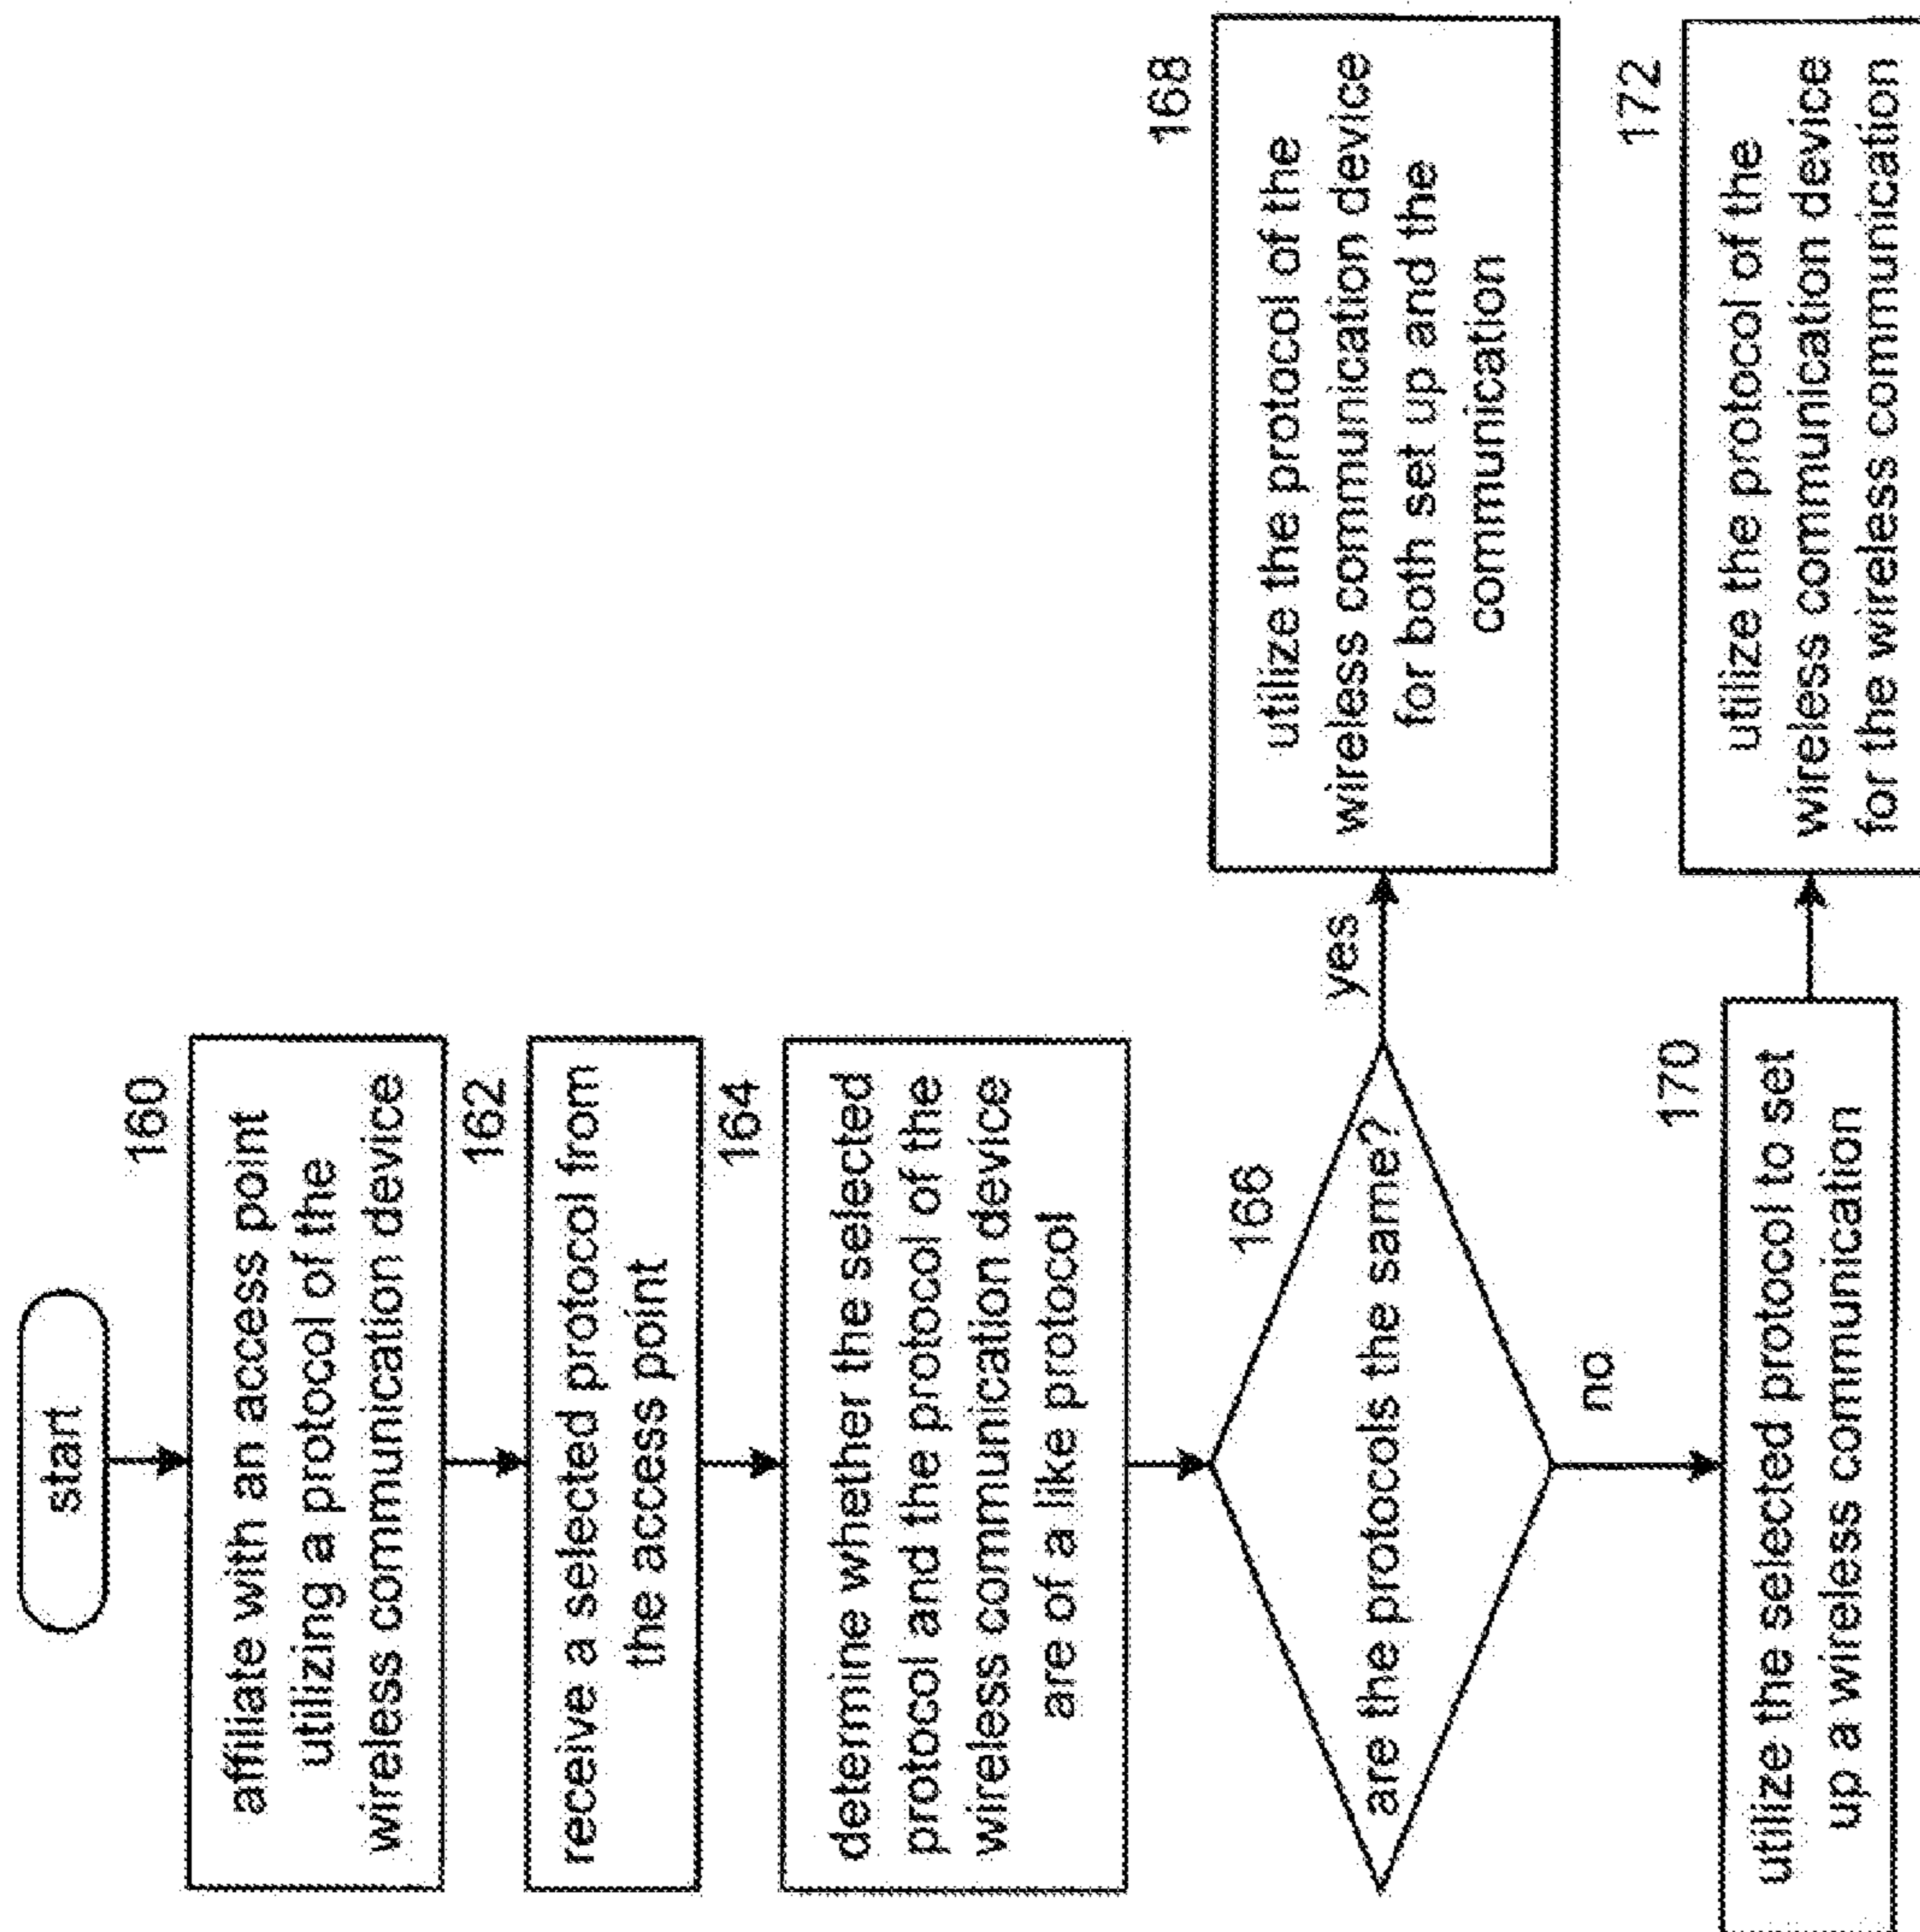 start
160
affiliate with an access point
utilizing a protocol of the
wireless communication device
162
receive a selected protocol from
the access point
164
determine whether the selected
protocol and the protocol of the
wireless communication device
are of a like protocol
166
are the protocols the same?
yes
168
utilize the protocol of the
wireless communication device
for both set up and the
communication
no
170
utilize the selected protocol to set
up a wireless communication
172
utilize the protocol of the
wireless communication device
for the wireless communication